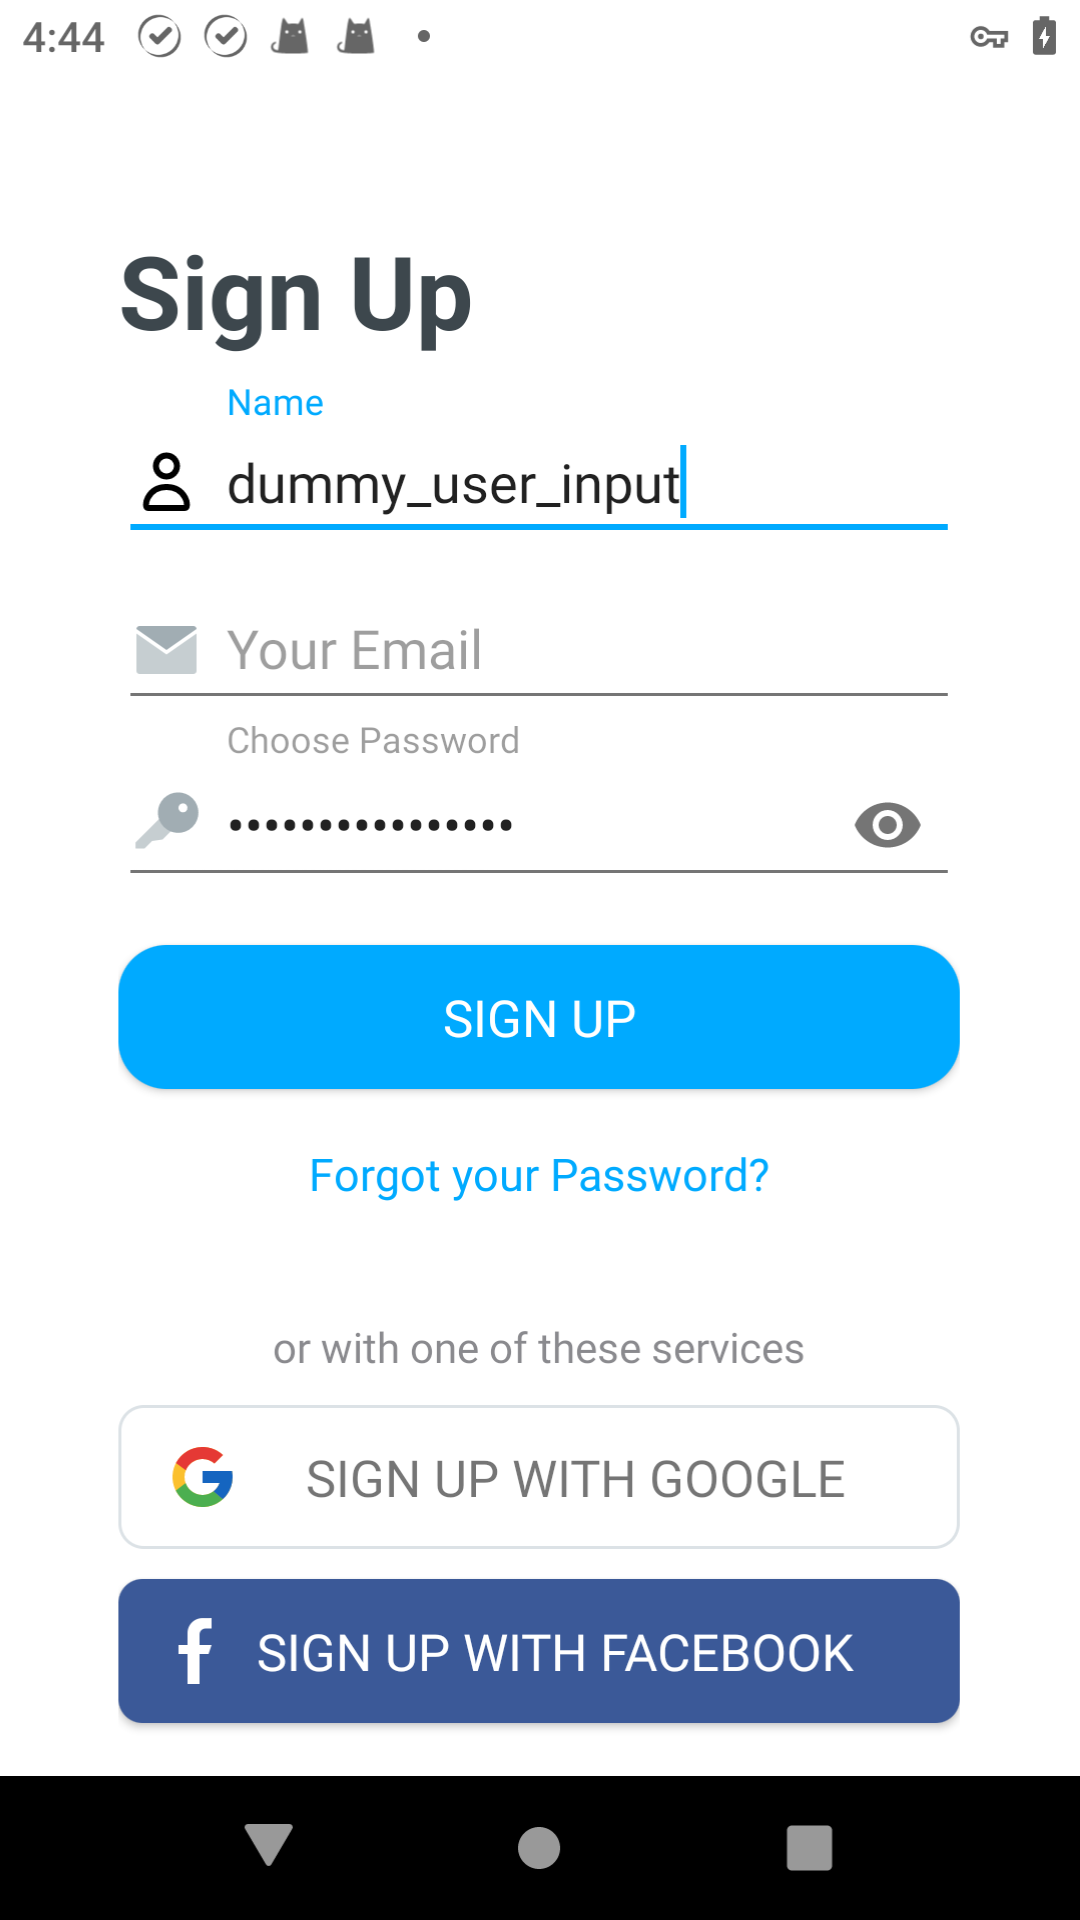 4:44
Sign Up
Name
dummy_user_input
Your Email
Choose Password
••••••••••••••••
SIGN UP
Forgot your Password?
or with one of these services
SIGN UP WITH GOOGLE
SIGN UP WITH FACEBOOK